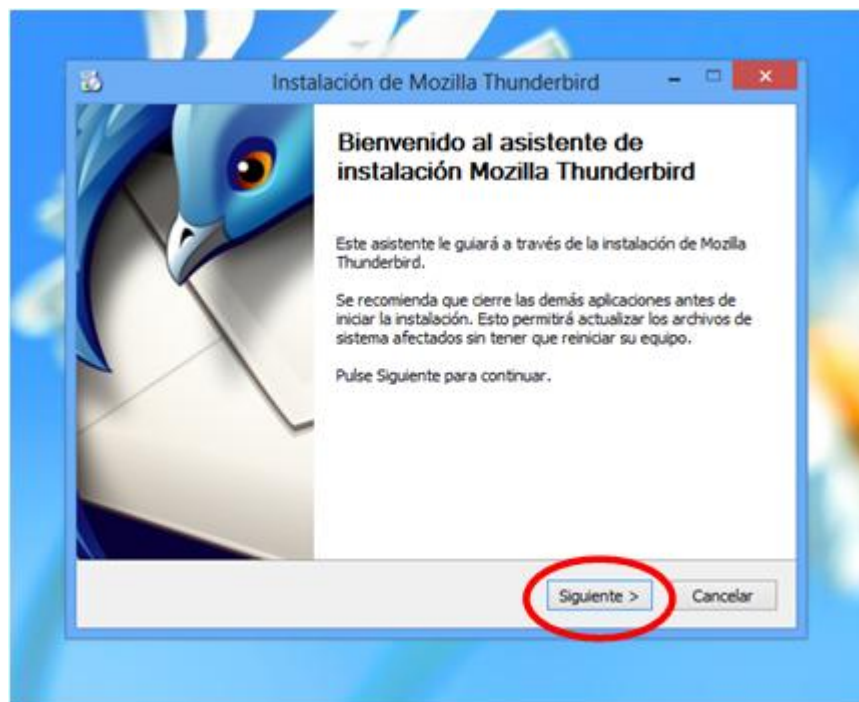 Instalación de Mozilla Thunderbird
Bienvenido al asistente de
instalación Mozilla Thunderbird
Este asistente le guiará a través de la instalación de Mozilla
Thunderbird.
Se recomienda que cierre las demás aplicaciones antes de
iniciar la instalación. Esto permitirá actualizar los archivos de
sistema afectados sin tener que reiniciar su equipo.
Pulse Siguiente para continuar.
Siguiente > Cancelar